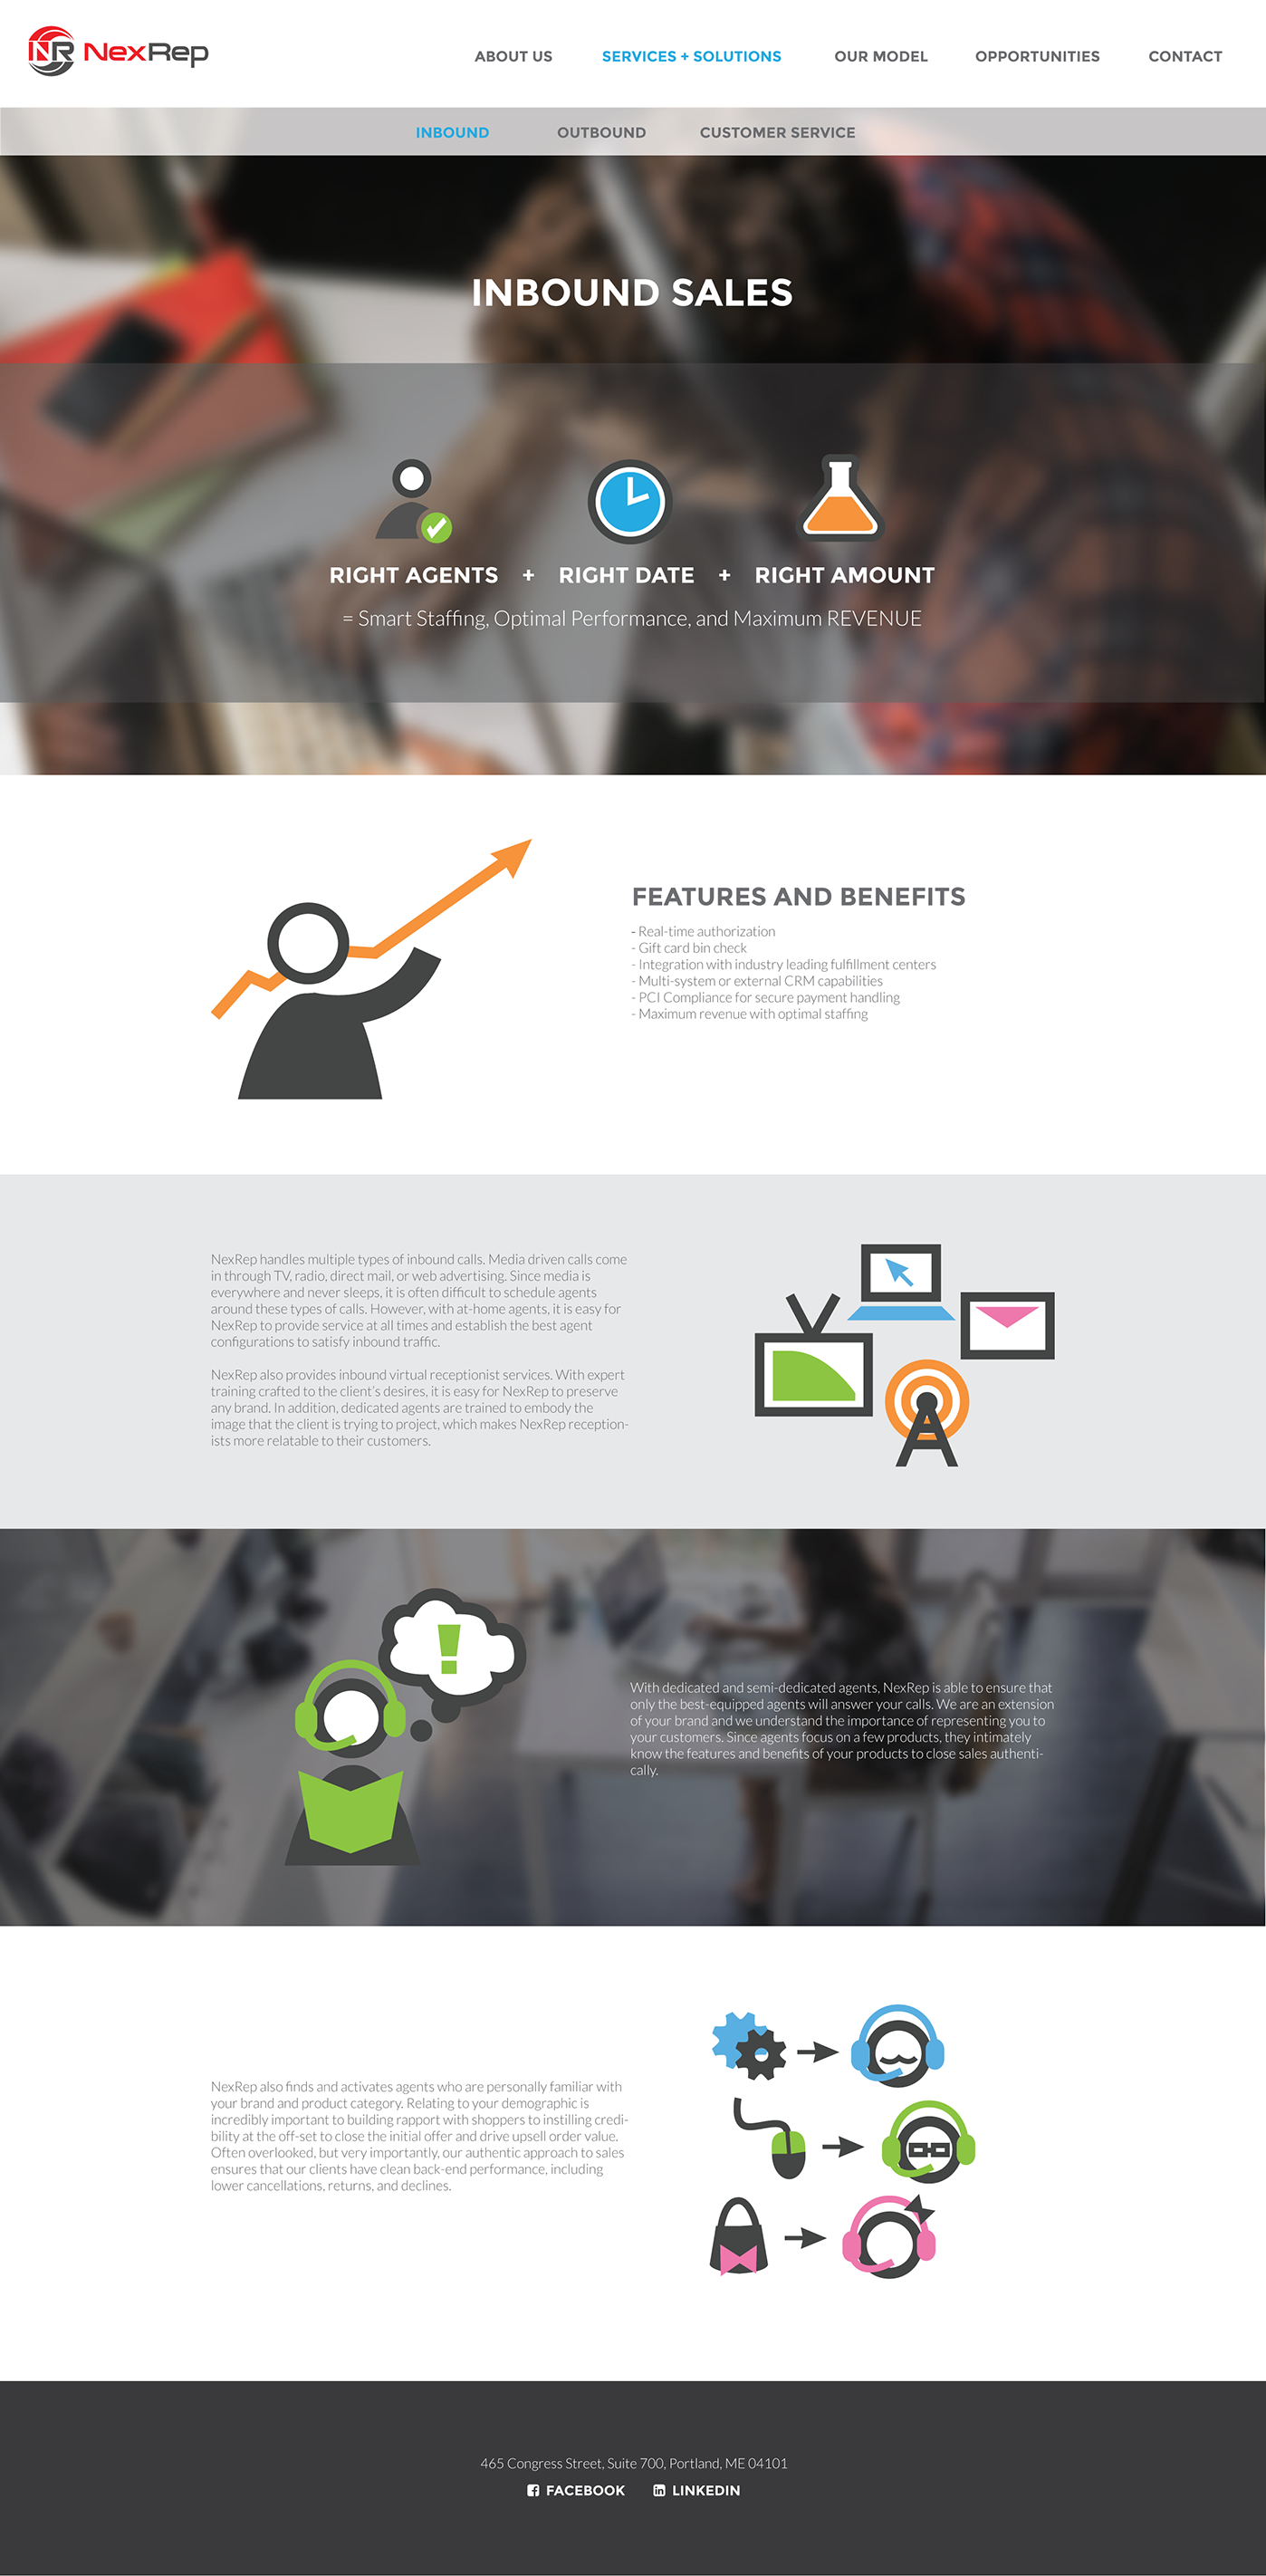 NR NexRep
ABOUT US SERVICES + SOLUTIONS OUR MODEL OPPORTUNITIES CONTACT
INBOUND OUTBOUND CUSTOMER SERVICE
INBOUND SALES
RIGHT AGENTS + RIGHT DATE + RIGHT AMOUNT
= Smart Staffing, Optimal Performance, and Maximum REVENUE
FEATURES AND BENEFITS
- Real-time authorization
- Gift card bin check
- Integration with industry leading fulfillment centers
- Multi-system or external CRM capabilities
- PCI Compliance for secure payment handling
- Maximum revenue with optimal staffing
NexRep handles multiple types of inbound calls. Media driven calls come
in through TV, radio, direct mail, or web advertising. Since media is
everywhere and never sleeps, it is often difficult to schedule agents
around these types of calls. However, with at-home agents, it is easy for
NexRep to provide service at all times and establish the best agent
configurations to satisfy inbound traffic.
NexRep also provides inbound virtual receptionist services. With expert
training crafted to the client's desires, it is easy for NexRep to preserve
any brand. In addition, dedicated agents are trained to embody the
image that the client is trying to project, which makes NexRep reception-
ists more relatable to their customers.
!
With dedicated and semi-dedicated agents, NexRep is able to ensure that
only the best-equipped agents will answer your calls. We are an extension
of your brand and we understand the importance of representing you to
your customers. Since agents focus on a few products, they intimately
know the features and benefits of your products to close sales authenti-
cally.
NexRep also finds and activates agents who are personally familiar with
your brand and product category. Relating to your demographic is
incredibly important to building rapport with shoppers to instilling credi-
bility at the off-set to close the initial offer and drive upsell order value.
Often overlooked, but very importantly, our authentic approach to sales
ensures that our clients have clean back-end performance, including
lower cancellations, returns, and declines.
465 Congress Street, Suite 700, Portland, ME 04101
FACEBOOK LINKEDIN